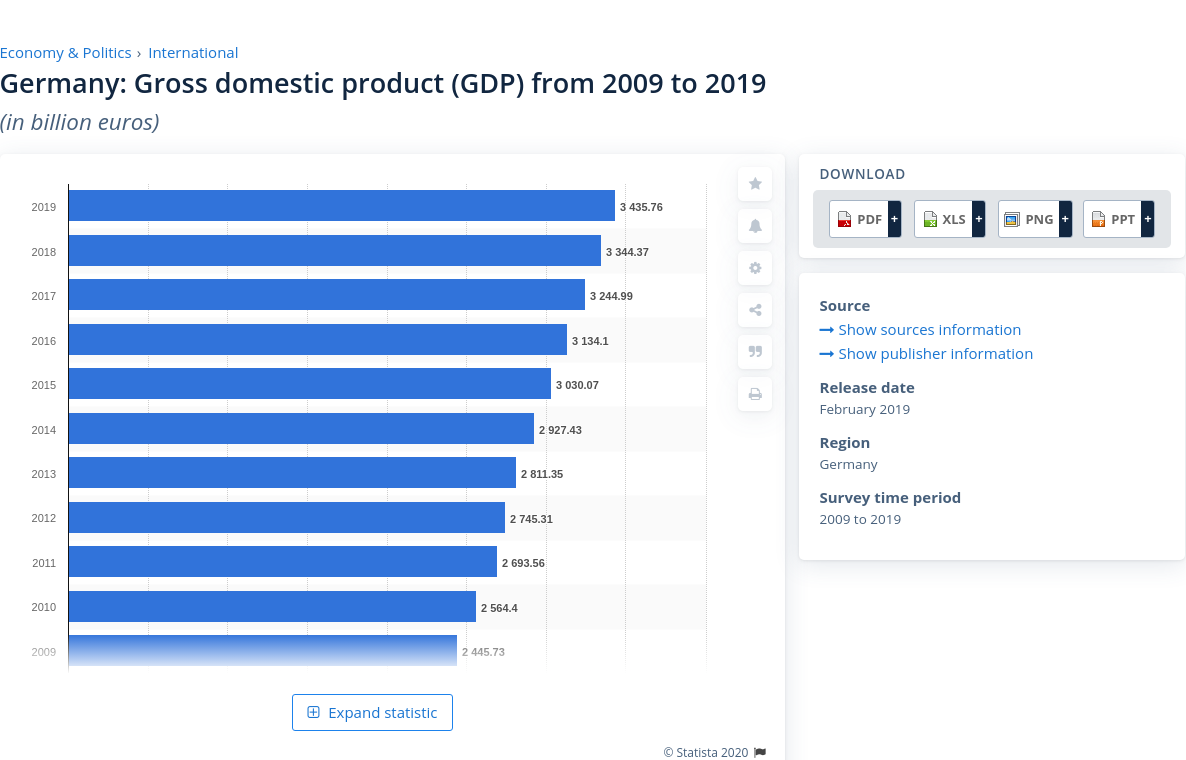 Economy & Politics › International
Germany: Gross domestic product (GDP) from 2009 to 2019
(in billion euros)
2019 3 435.76
2018 3 344.37
2017 3 244.99
2016 3 134.1
2015 3 030.07
2014 2 927.43
2013 2 811.35
2012 2 745.31
2011 2 693.56
2010 2 564.4
2009 2 445.73
Expand statistic
© Statista 2020
DOWNLOAD
PDF + XLS + PNG + PPT +
Source
Show sources information
Show publisher information
Release date
February 2019
Region
Germany
Survey time period
2009 to 2019